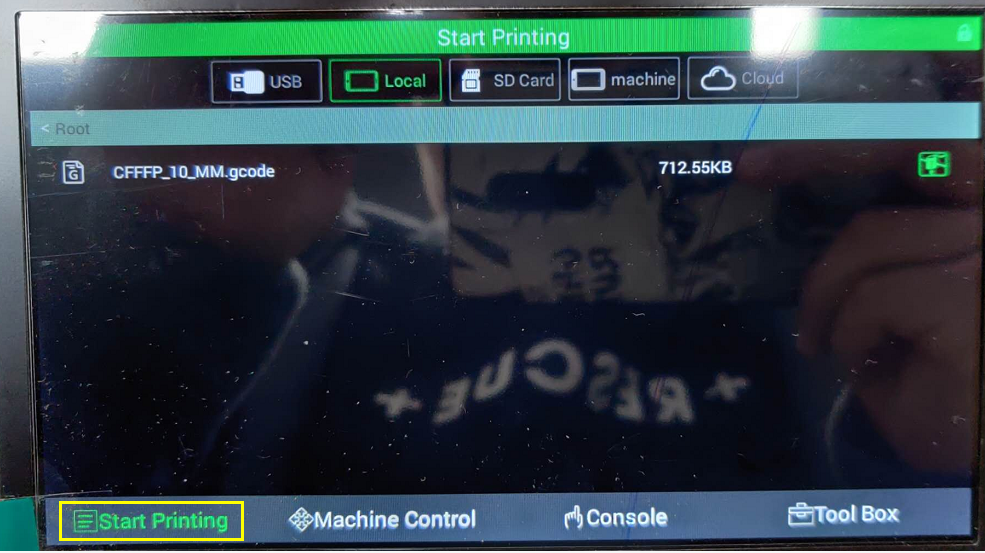 Start Printing
USB Local SD Card machine Cloud
< Root
CFFFP_10_MM.gcode 712.55KB
Start Printing Machine Control Console Tool Box
RESCUE